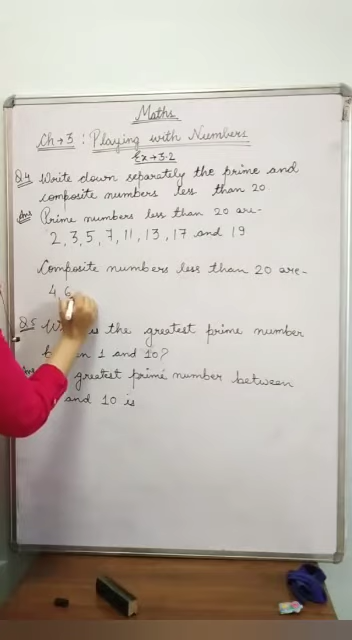 Maths
Ch → 3 : Playing with Numbers
Ex → 3.2
Q.4 Write down separately the prime and
composite numbers less than 20
Ans Prime numbers less than 20 are-
2, 3, 5, 7, 11, 13, 17 and 19
Composite numbers less than 20 are-
4, 6
Q.5 is the greatest prime number
1 and 10?
greatest prime number between
and 10 is